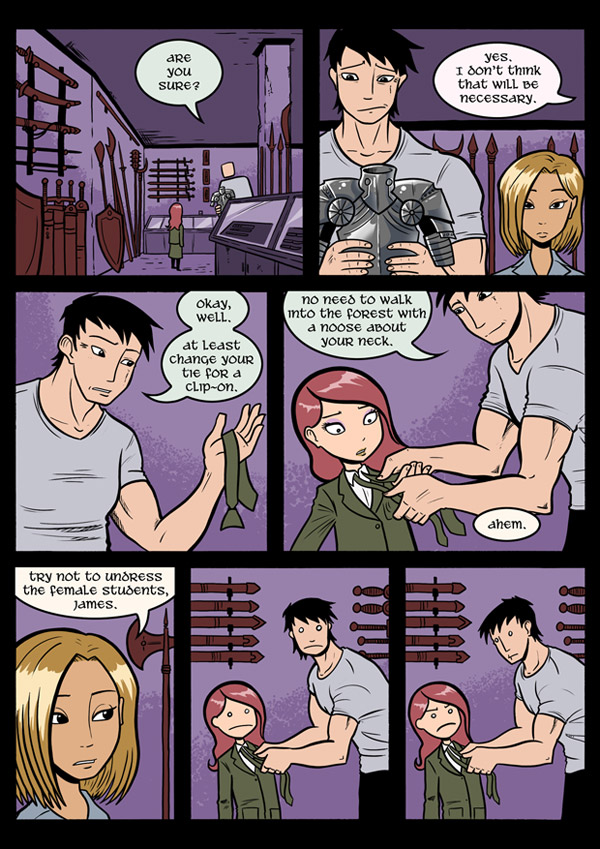 are
you
sure?
yes.
I don't think
that will be
necessary.
okay,
well.
at least
change your
tie for a
clip-on.
no need to walk
into the forest with
a noose about
your neck.
ahem.
try not to undress
the female students,
james.